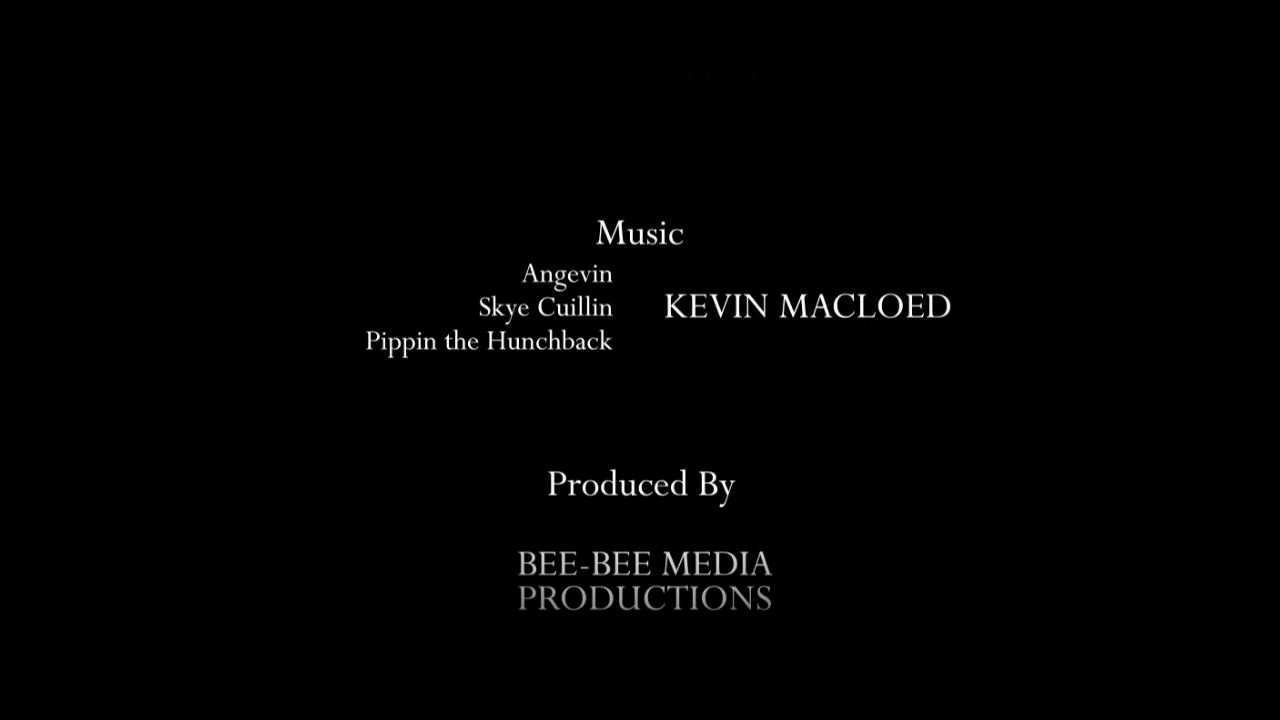 Music
Angevin
Skye Cuillin
Pippin the Hunchback
KEVIN MACLOED
Produced By
BEE-BEE MEDIA
PRODUCTIONS